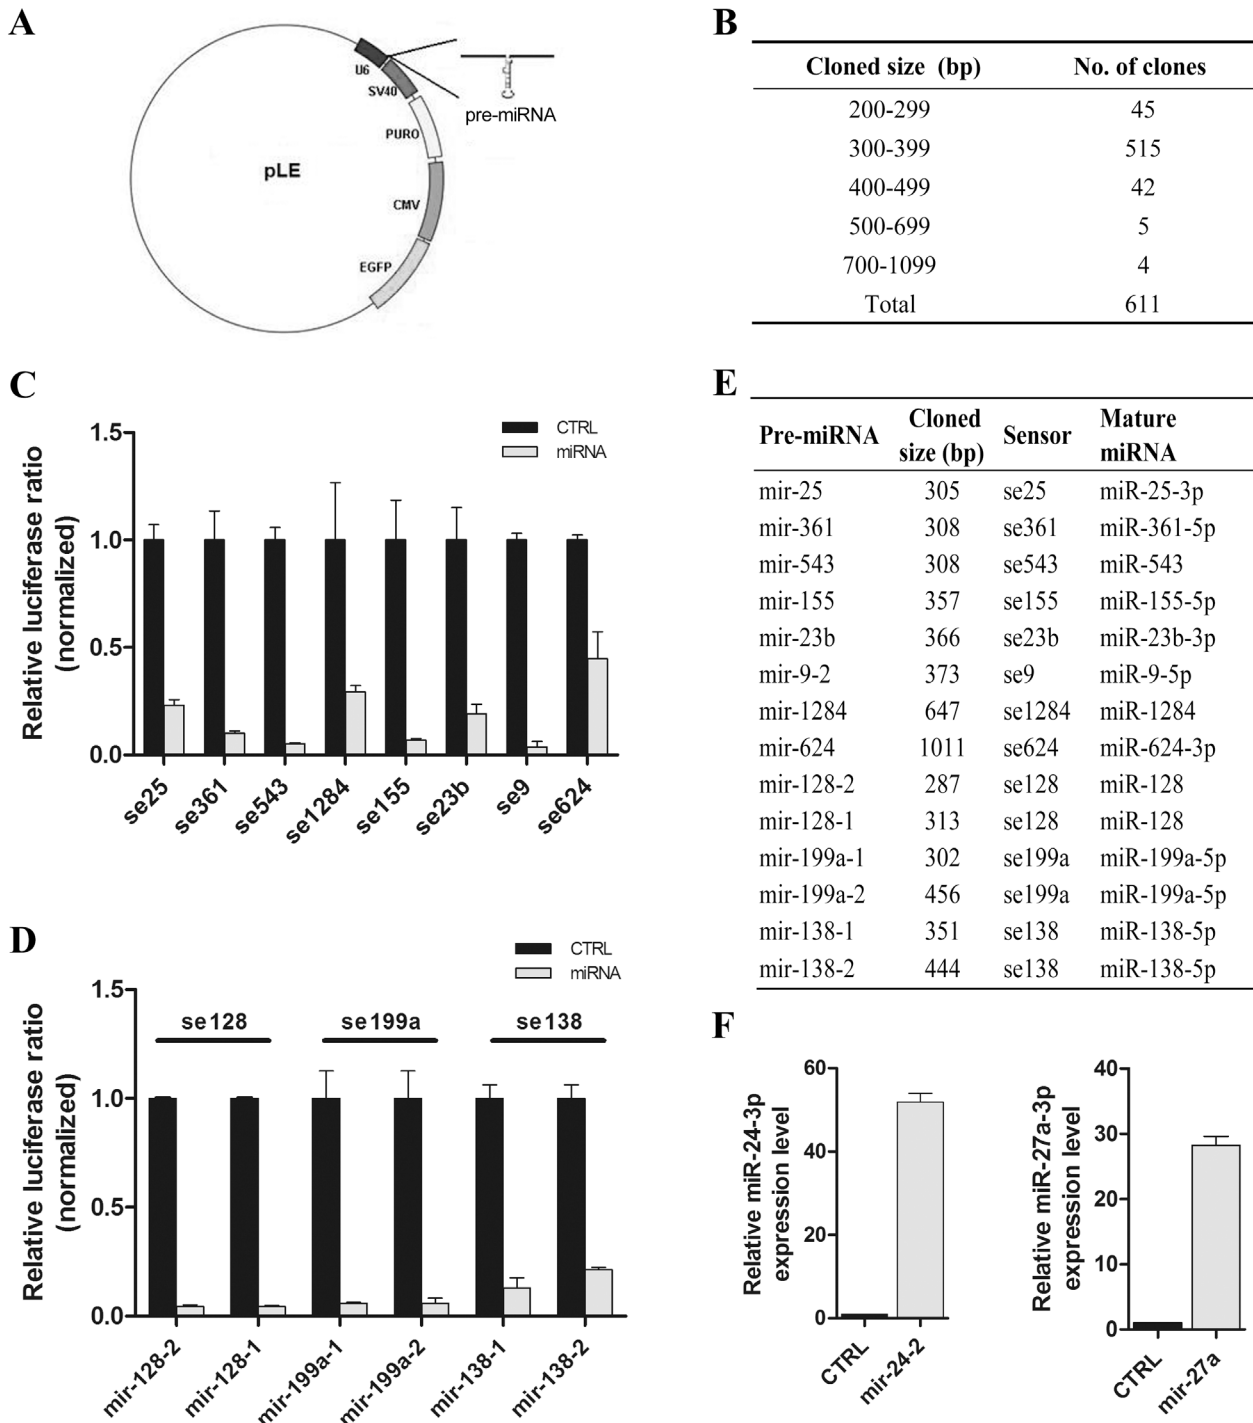 A
U6
SV40
PURO
CMV
EGFP
pLE
pre-miRNA
B
Cloned size (bp) No. of clones
200-299 45
300-399 515
400-499 42
500-699 5
700-1099 4
Total 611
C
CTRL
miRNA
Relative luciferase ratio
(normalized)
1.5
1.0
0.5
0.0
se25 se361 se543 se1284 se155 se23b se9 se624
D
CTRL
miRNA
Relative luciferase ratio
(normalized)
1.5
1.0
0.5
0.0
se128 se199a se138
mir-128-2 mir-128-1 mir-199a-1 mir-199a-2 mir-138-1 mir-138-2
E
Pre-miRNA Cloned size (bp) Sensor Mature miRNA
mir-25 305 se25 miR-25-3p
mir-361 308 se361 miR-361-5p
mir-543 308 se543 miR-543
mir-155 357 se155 miR-155-5p
mir-23b 366 se23b miR-23b-3p
mir-9-2 373 se9 miR-9-5p
mir-1284 647 se1284 miR-1284
mir-624 1011 se624 miR-624-3p
mir-128-2 287 se128 miR-128
mir-128-1 313 se128 miR-128
mir-199a-1 302 se199a miR-199a-5p
mir-199a-2 456 se199a miR-199a-5p
mir-138-1 351 se138 miR-138-5p
mir-138-2 444 se138 miR-138-5p
F
Relative miR-24-3p
expression level
60
40
20
0
CTRL mir-24-2
Relative miR-27a-3p
expression level
40
30
20
10
0
CTRL mir-27a